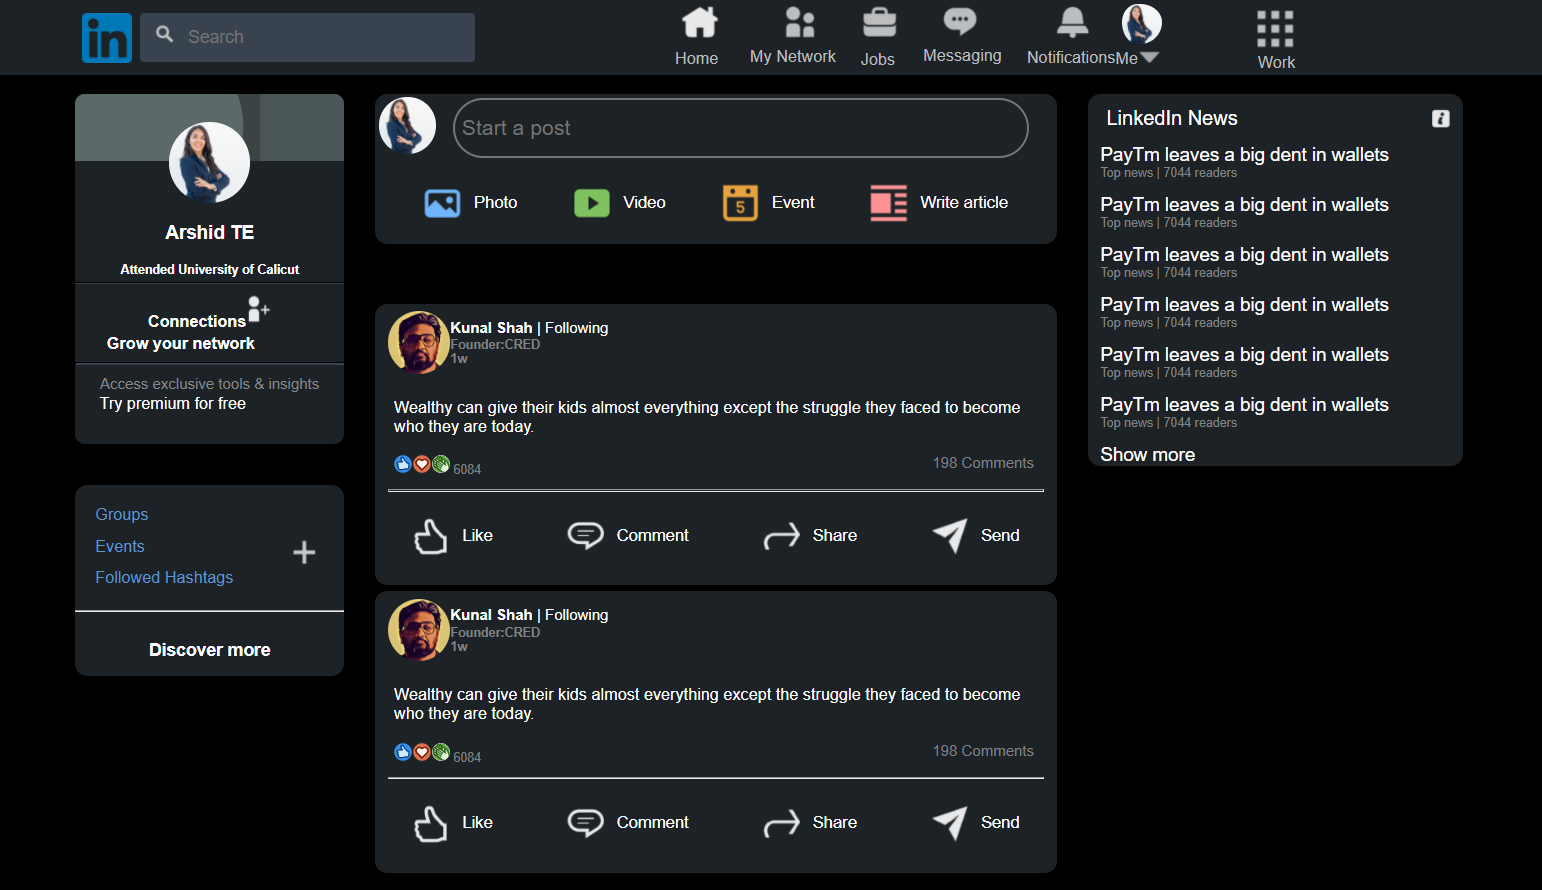 in
Search
Home
My Network
Jobs
Messaging
Notifications
Me
Work
Arshid TE
Attended University of Calicut
Connections
Grow your network
Access exclusive tools & insights
Try premium for free
Groups
Events
Followed Hashtags
Discover more
Start a post
Photo
Video
5
Event
Write article
Kunal Shah | Following
Founder:CRED
1w
Wealthy can give their kids almost everything except the struggle they faced to become
who they are today.
6084
198 Comments
Like
Comment
Share
Send
Kunal Shah | Following
Founder:CRED
1w
Wealthy can give their kids almost everything except the struggle they faced to become
who they are today.
6084
198 Comments
Like
Comment
Share
Send
LinkedIn News
i
PayTm leaves a big dent in wallets
Top news | 7044 readers
PayTm leaves a big dent in wallets
Top news | 7044 readers
PayTm leaves a big dent in wallets
Top news | 7044 readers
PayTm leaves a big dent in wallets
Top news | 7044 readers
PayTm leaves a big dent in wallets
Top news | 7044 readers
PayTm leaves a big dent in wallets
Top news | 7044 readers
Show more